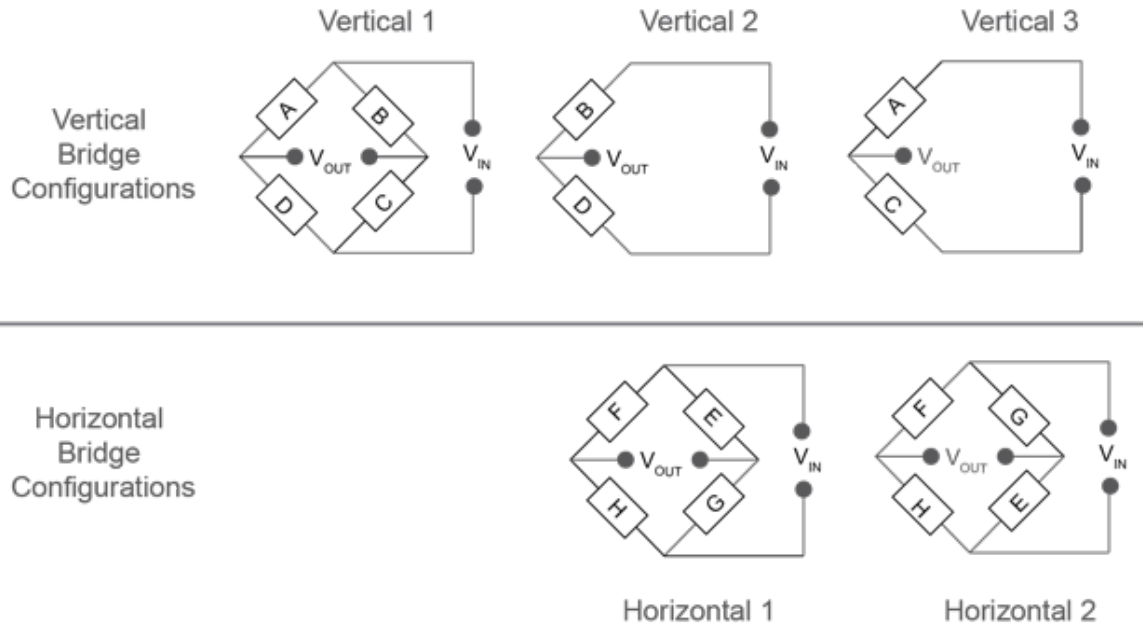 Vertical 1
Vertical 2
Vertical 3
Vertical
Bridge
Configurations
A
B
V_OUT
V_IN
D
C
B
V_OUT
V_IN
D
A
V_OUT
V_IN
C
Horizontal
Bridge
Configurations
F
E
V_OUT
V_IN
H
G
F
G
V_OUT
V_IN
H
E
Horizontal 1
Horizontal 2